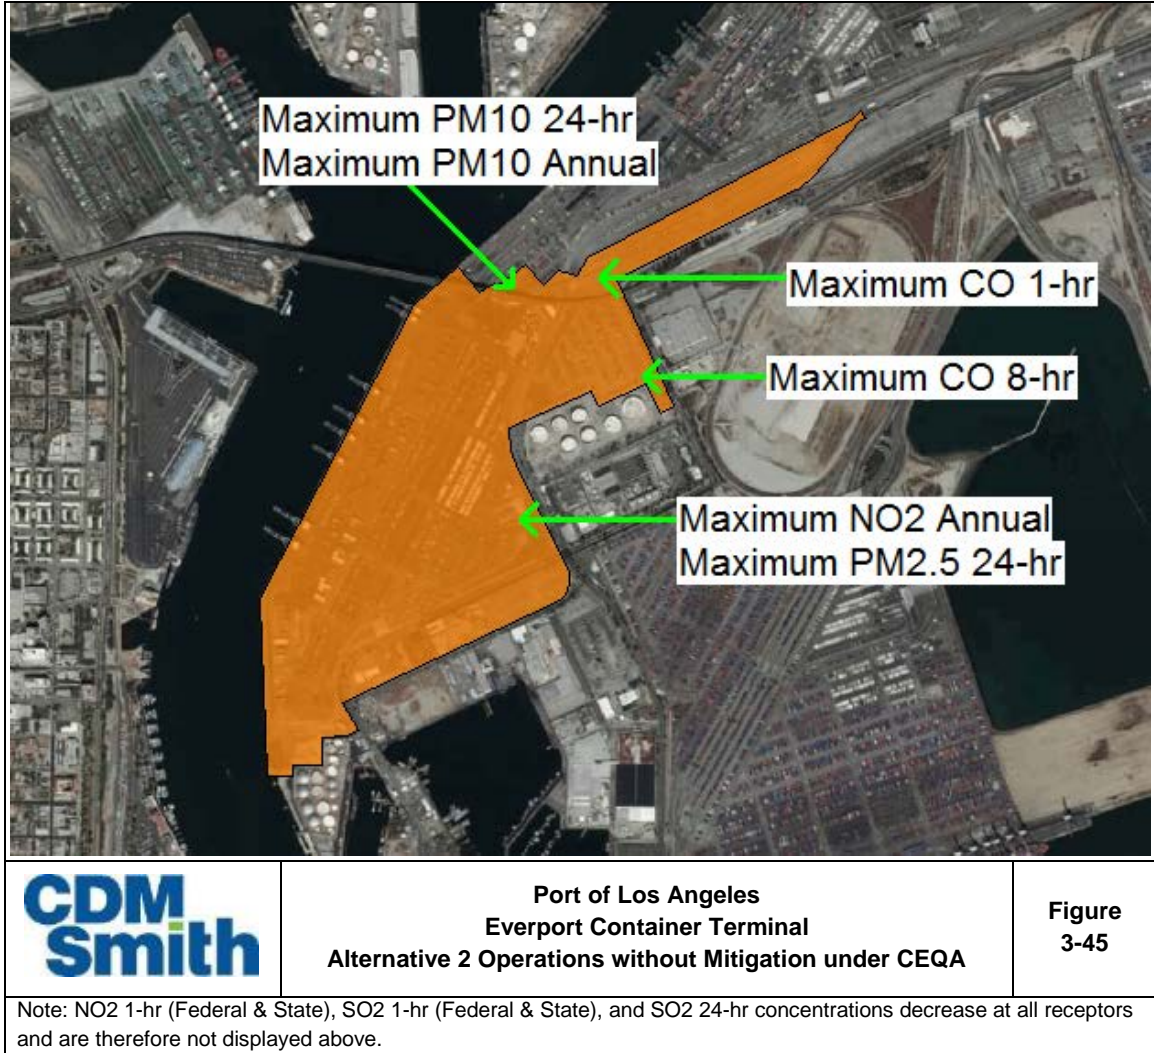 Maximum PM10 24-hr
Maximum PM10 Annual
Maximum CO 1-hr
Maximum CO 8-hr
Maximum NO2 Annual
Maximum PM2.5 24-hr
CDM
Smith
Port of Los Angeles
Everport Container Terminal
Alternative 2 Operations without Mitigation under CEQA
Figure
3-45
Note: NO2 1-hr (Federal & State), SO2 1-hr (Federal & State), and SO2 24-hr concentrations decrease at all receptors
and are therefore not displayed above.